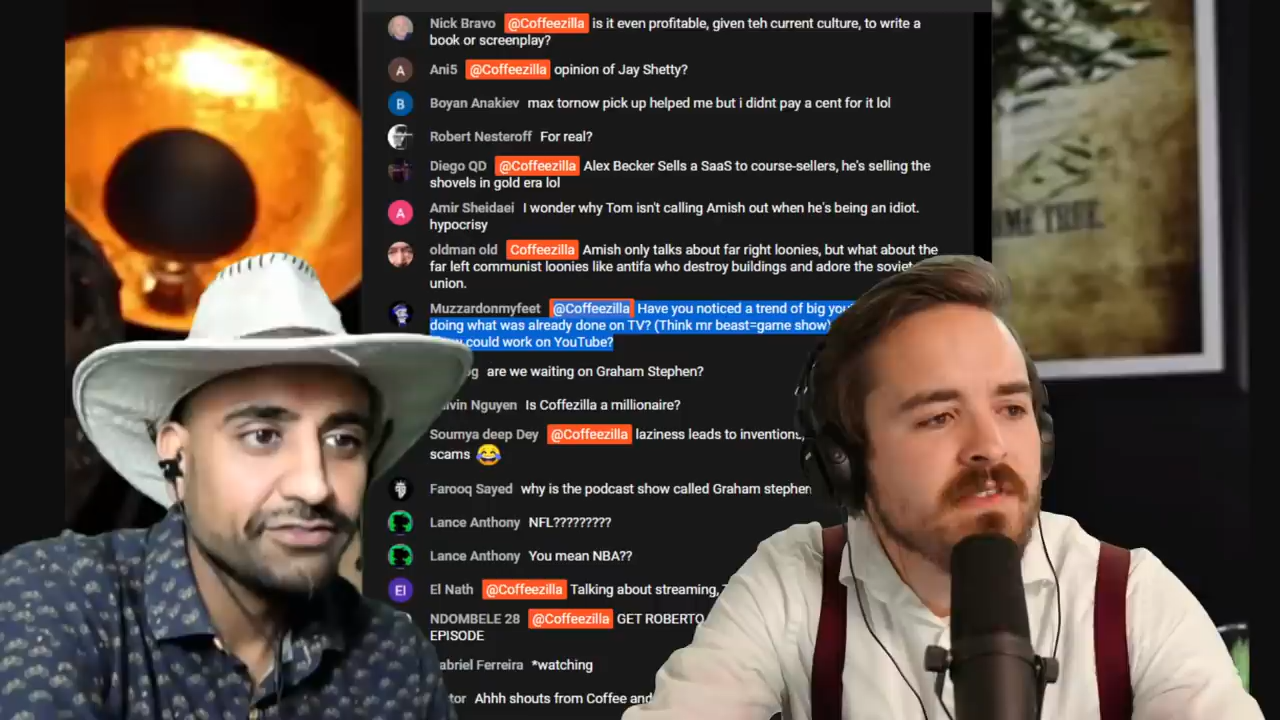 Nick Bravo @Coffeezilla is it even profitable, given teh current culture, to write a
book or screenplay?
A Ani5 @Coffeezilla opinion of Jay Shetty?
B Boyan Anakiev max tornow pick up helped me but i didnt pay a cent for it lol
Robert Nesteroff For real?
Diego QD @Coffeezilla Alex Becker Sells a SaaS to course-sellers, he's selling the
shovels in gold era lol
A Amir Sheidaei I wonder why Tom isn't calling Amish out when he's being an idiot.
hypocrisy
oldman old Coffeezilla Amish only talks about far right loonies, but what about the
far left communist loonies like antifa who destroy buildings and adore the soviet
union.
Muzzardonmyfeet @Coffeezilla Have you noticed a trend of big
doing what was already done on TV? (Think mr beast=game show)
could work on YouTube?
are we waiting on Graham Stephen?
Nguyen Is Coffezilla a millionaire?
Soumya deep Dey @Coffeezilla laziness leads to inventions,
scams 😂
Farooq Sayed why is the podcast show called Graham stephen
Lance Anthony NFL?????????
Lance Anthony You mean NBA??
El El Nath @Coffeezilla Talking about streaming,
NDOMBELE 28 @Coffeezilla GET ROBERTO
EPISODE
Ferreira *watching
Ahhh shouts from Coffee and
TRUE